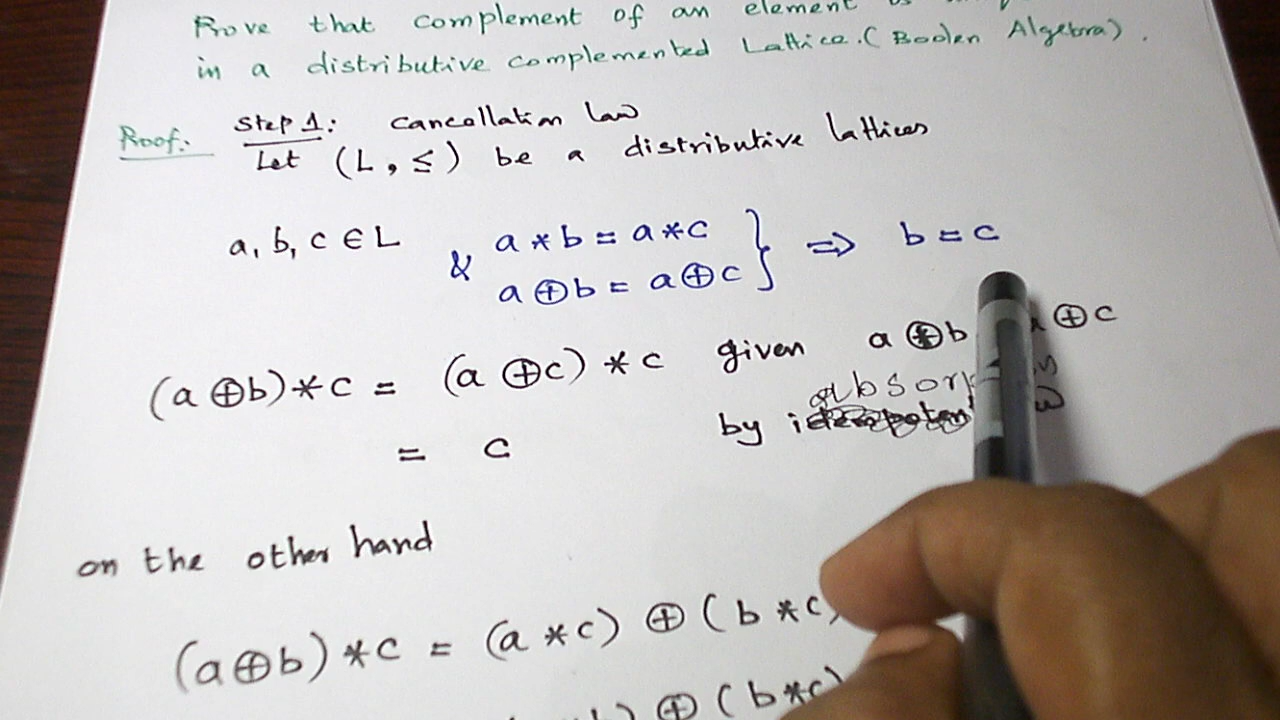 Prove that complement of an element
in a distributive complemented Lattice. (Boolen Algebra).
Proof: Step 1: Cancellation law
Let (L, ≤) be a distributive lattices
a, b, c ∈ L & a * b = a * c
a ⊕ b = a ⊕ c } ⇒ b = c
(a ⊕ b) * c = (a ⊕ c) * c given a ⊕ b ⊕ c
= c by
on the other hand
(a ⊕ b) * c = (a * c) ⊕ (b * c)
⊕ (b * c)